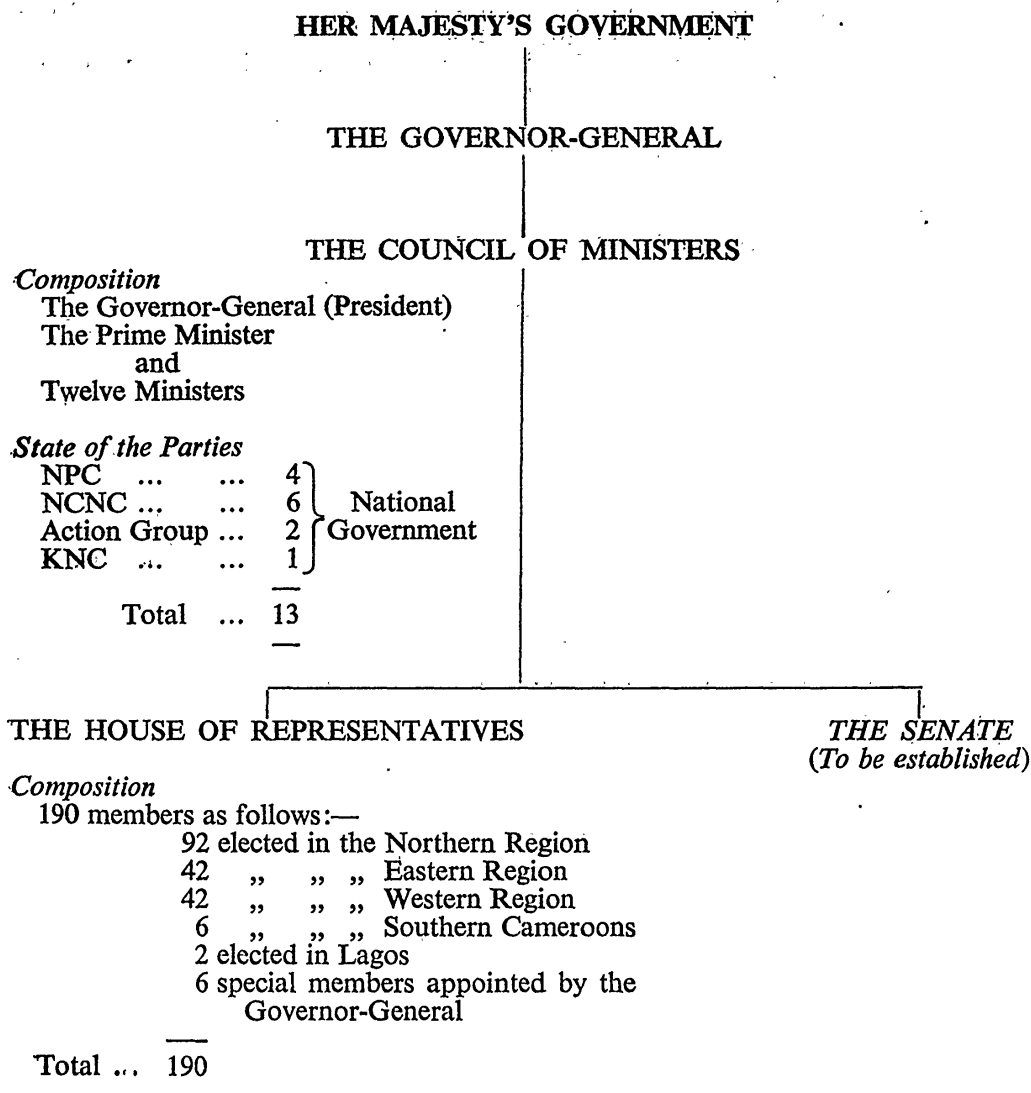 HER MAJESTY'S GOVERNMENT
THE GOVERNOR-GENERAL
THE COUNCIL OF MINISTERS
Composition
The Governor-General (President)
The Prime Minister
and
Twelve Ministers
State of the Parties
NPC ... ... 4
NCNC ... ... 6
Action Group ... 2
KNC ... ... 1
National
Government
Total ... 13
THE HOUSE OF REPRESENTATIVES
Composition
190 members as follows:—
92 elected in the Northern Region
42 „ „ „ Eastern Region
42 „ „ „ Western Region
6 „ „ „ Southern Cameroons
2 elected in Lagos
6 special members appointed by the
Governor-General
Total ... 190
THE SENATE
(To be established)